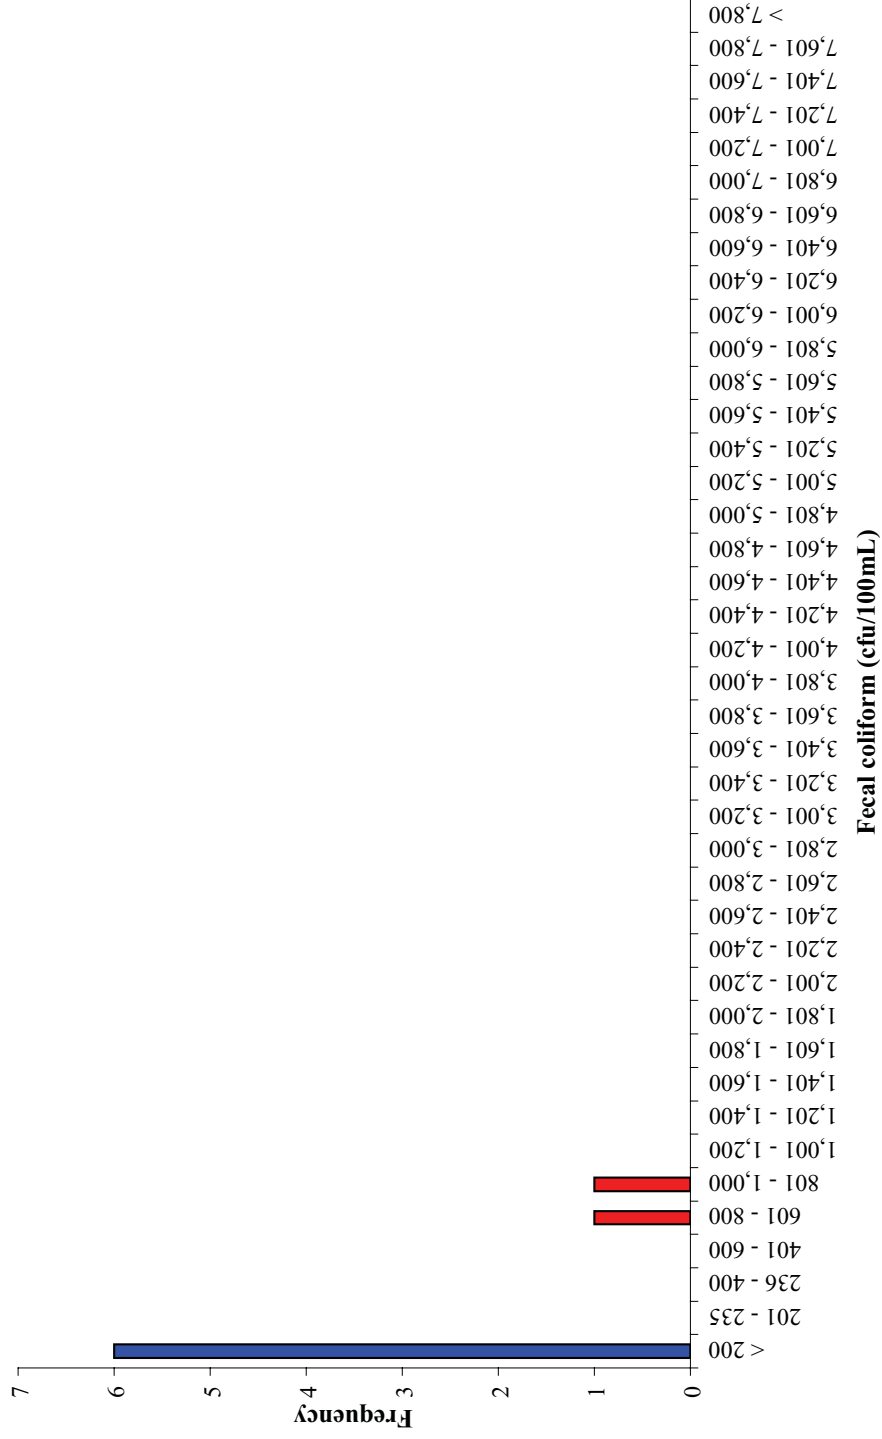 Frequency
7
6
5
4
3
2
1
0
< 200
201 - 235
236 - 400
401 - 600
601 - 800
801 - 1,000
1,001 - 1,200
1,201 - 1,400
1,401 - 1,600
1,601 - 1,800
1,801 - 2,000
2,001 - 2,200
2,201 - 2,400
2,401 - 2,600
2,601 - 2,800
2,801 - 3,000
3,001 - 3,200
3,201 - 3,400
3,401 - 3,600
3,601 - 3,800
3,801 - 4,000
4,001 - 4,200
4,201 - 4,400
4,401 - 4,600
4,601 - 4,800
4,801 - 5,000
5,001 - 5,200
5,201 - 5,400
5,401 - 5,600
5,601 - 5,800
5,801 - 6,000
6,001 - 6,200
6,201 - 6,400
6,401 - 6,600
6,601 - 6,800
6,801 - 7,000
7,001 - 7,200
7,201 - 7,400
7,401 - 7,600
7,601 - 7,800
> 7,800
Fecal coliform (cfu/100mL)